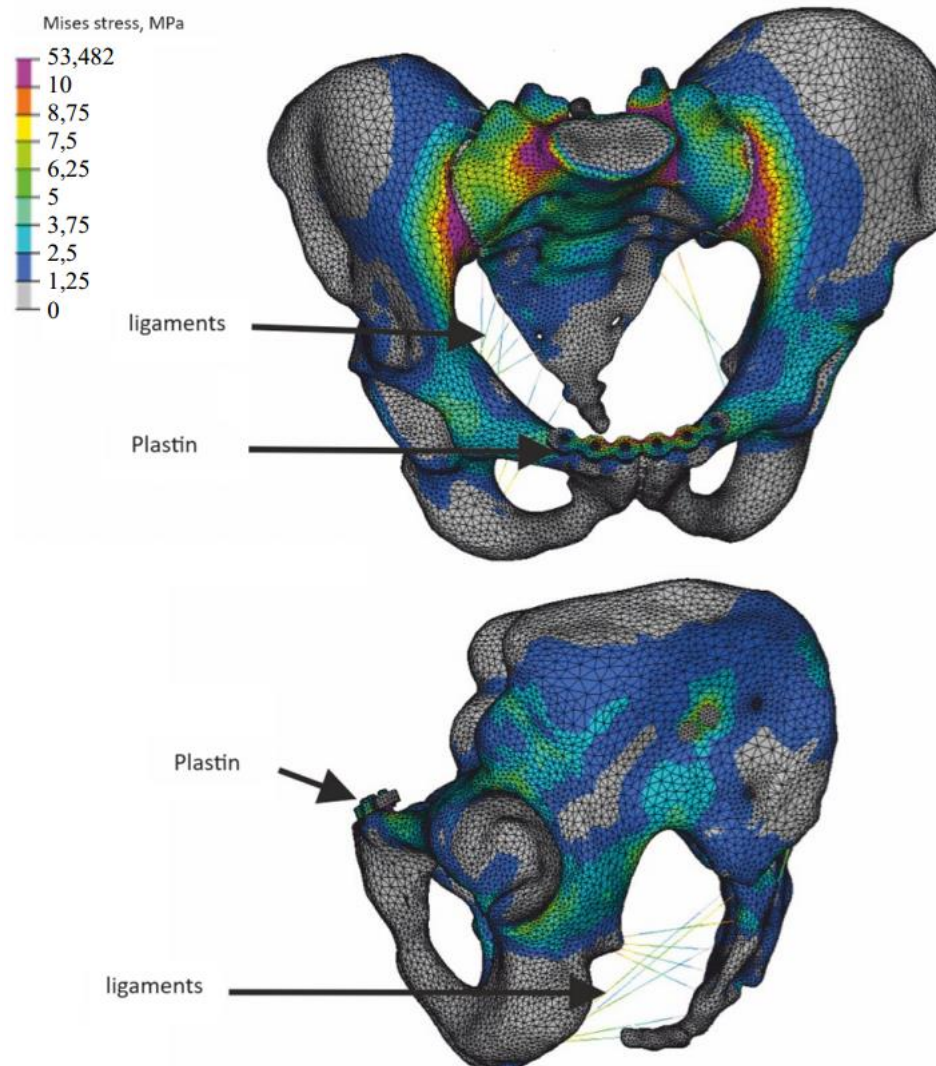 Mises stress, MPa
53,482
10
8,75
7,5
6,25
5
3,75
2,5
1,25
0
ligaments
Plastin
Plastin
ligaments